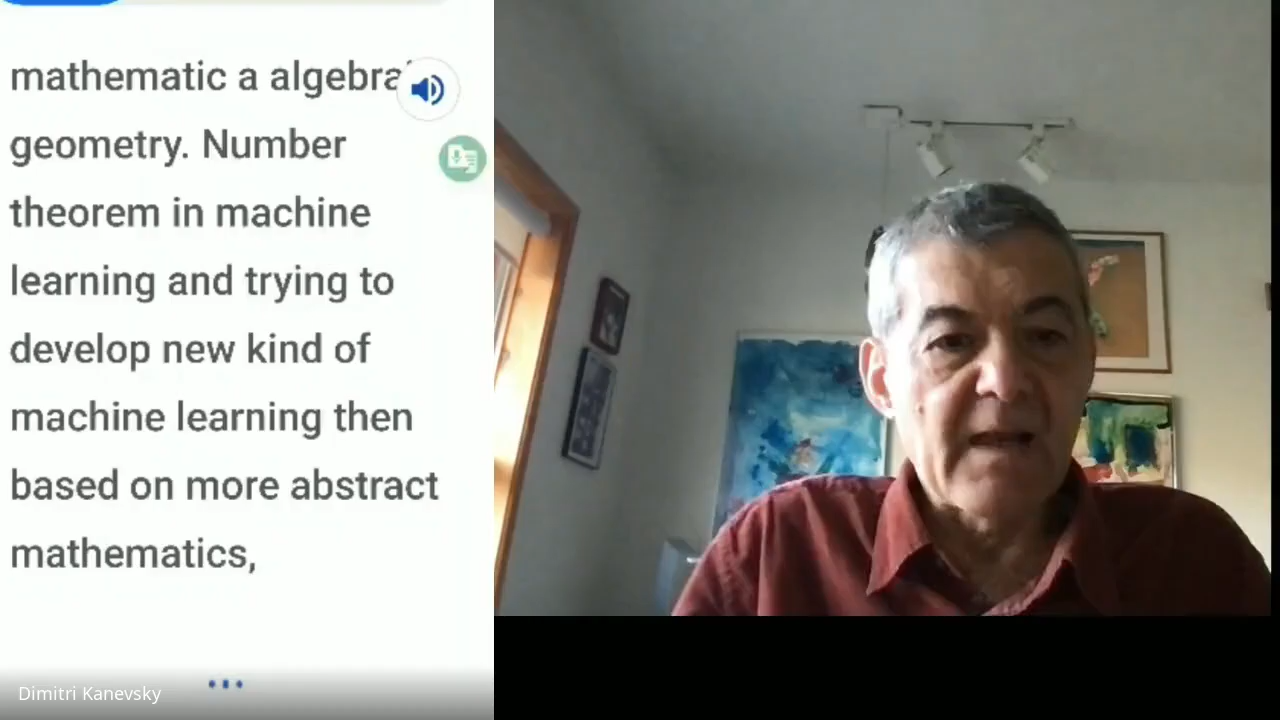 mathematic a algebra
geometry. Number
theorem in machine
learning and trying to
develop new kind of
machine learning then
based on more abstract
mathematics,
Dimitri Kanevsky